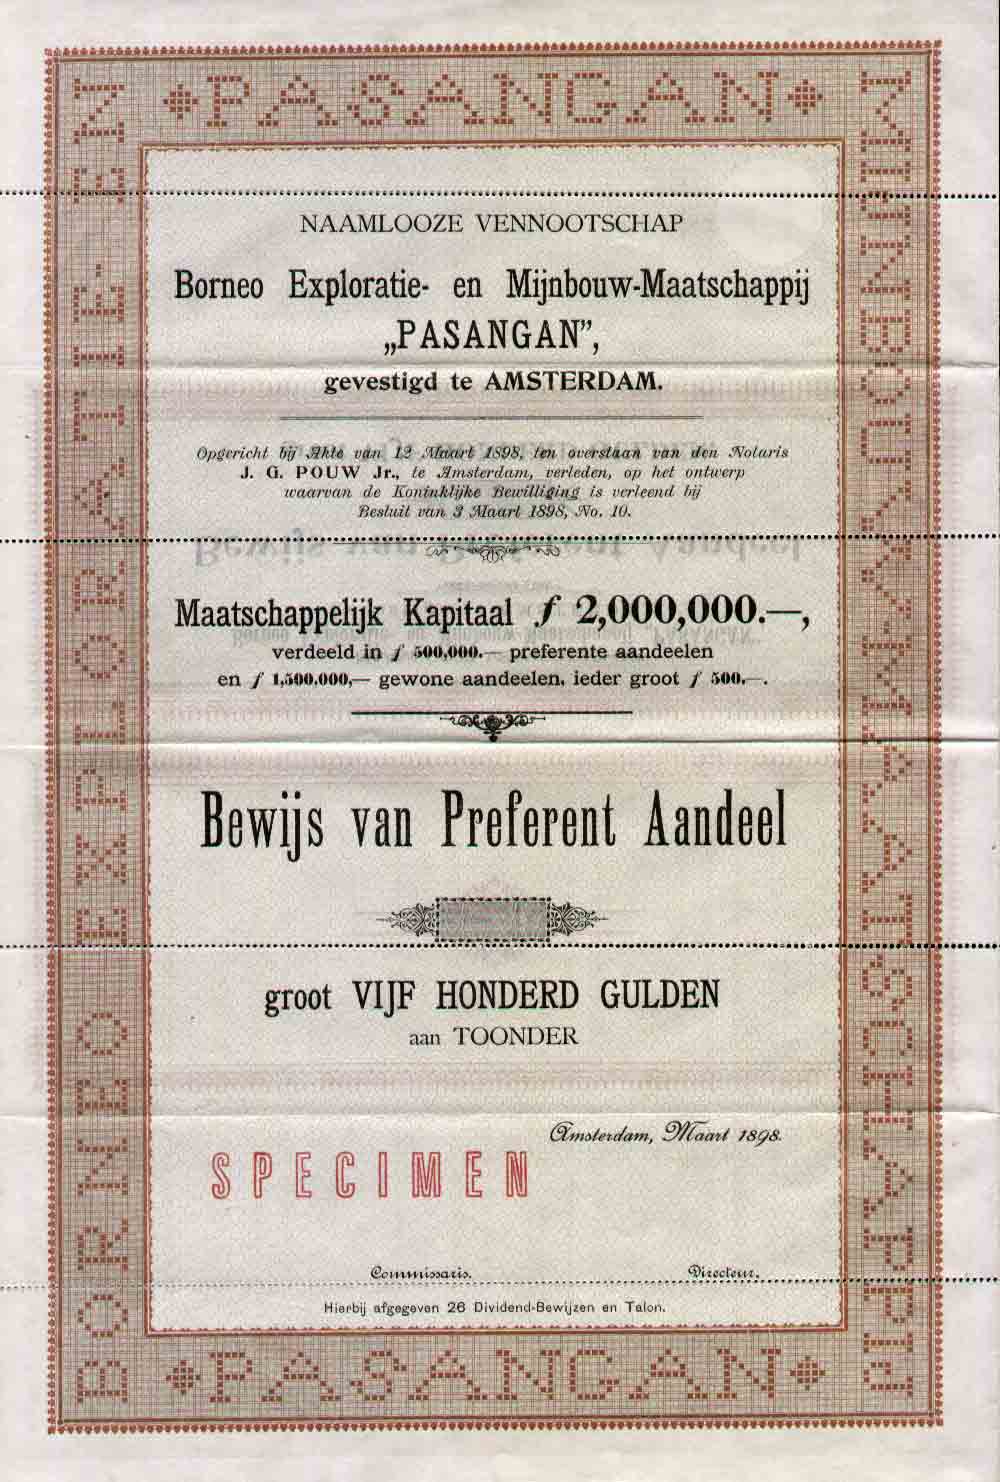 PASANGAN
BORNEO EXPLORATIE- EN
MIJNBOUW-MAATSCHAPPIJ
NAAMLOOZE VENNOOTSCHAP
Borneo Exploratie- en Mijnbouw-Maatschappij
„PASANGAN”,
gevestigd te AMSTERDAM.
Opgericht bij Akte van 12 Maart 1898, ten overstaan van den Notaris
J. G. POUW Jr., te Amsterdam, verleden, op het ontwerp
waarvan de Koninklijke Bewilliging is verleend bij
Besluit van 3 Maart 1898, No. 10.
Maatschappelijk Kapitaal ƒ 2,000,000.—,
verdeeld in ƒ 500,000.— preferente aandeelen
en ƒ 1,500.000,— gewone aandeelen, ieder groot ƒ 500.—.
Bewijs van Preferent Aandeel
groot VIJF HONDERD GULDEN
aan TOONDER
Amsterdam, Maart 1898.
SPECIMEN
Commissaris. Directeur.
Hierbij afgegeven 26 Dividend-Bewijzen en Talon.
PASANGAN